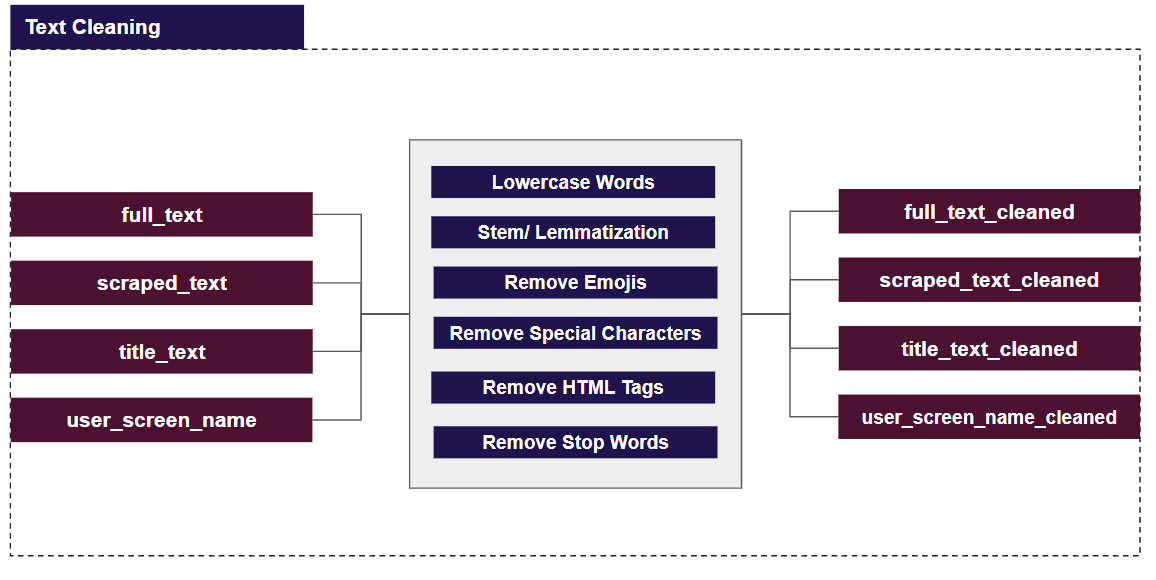 Text Cleaning
full_text
scraped_text
title_text
user_screen_name
Lowercase Words
Stem/ Lemmatization
Remove Emojis
Remove Special Characters
Remove HTML Tags
Remove Stop Words
full_text_cleaned
scraped_text_cleaned
title_text_cleaned
user_screen_name_cleaned